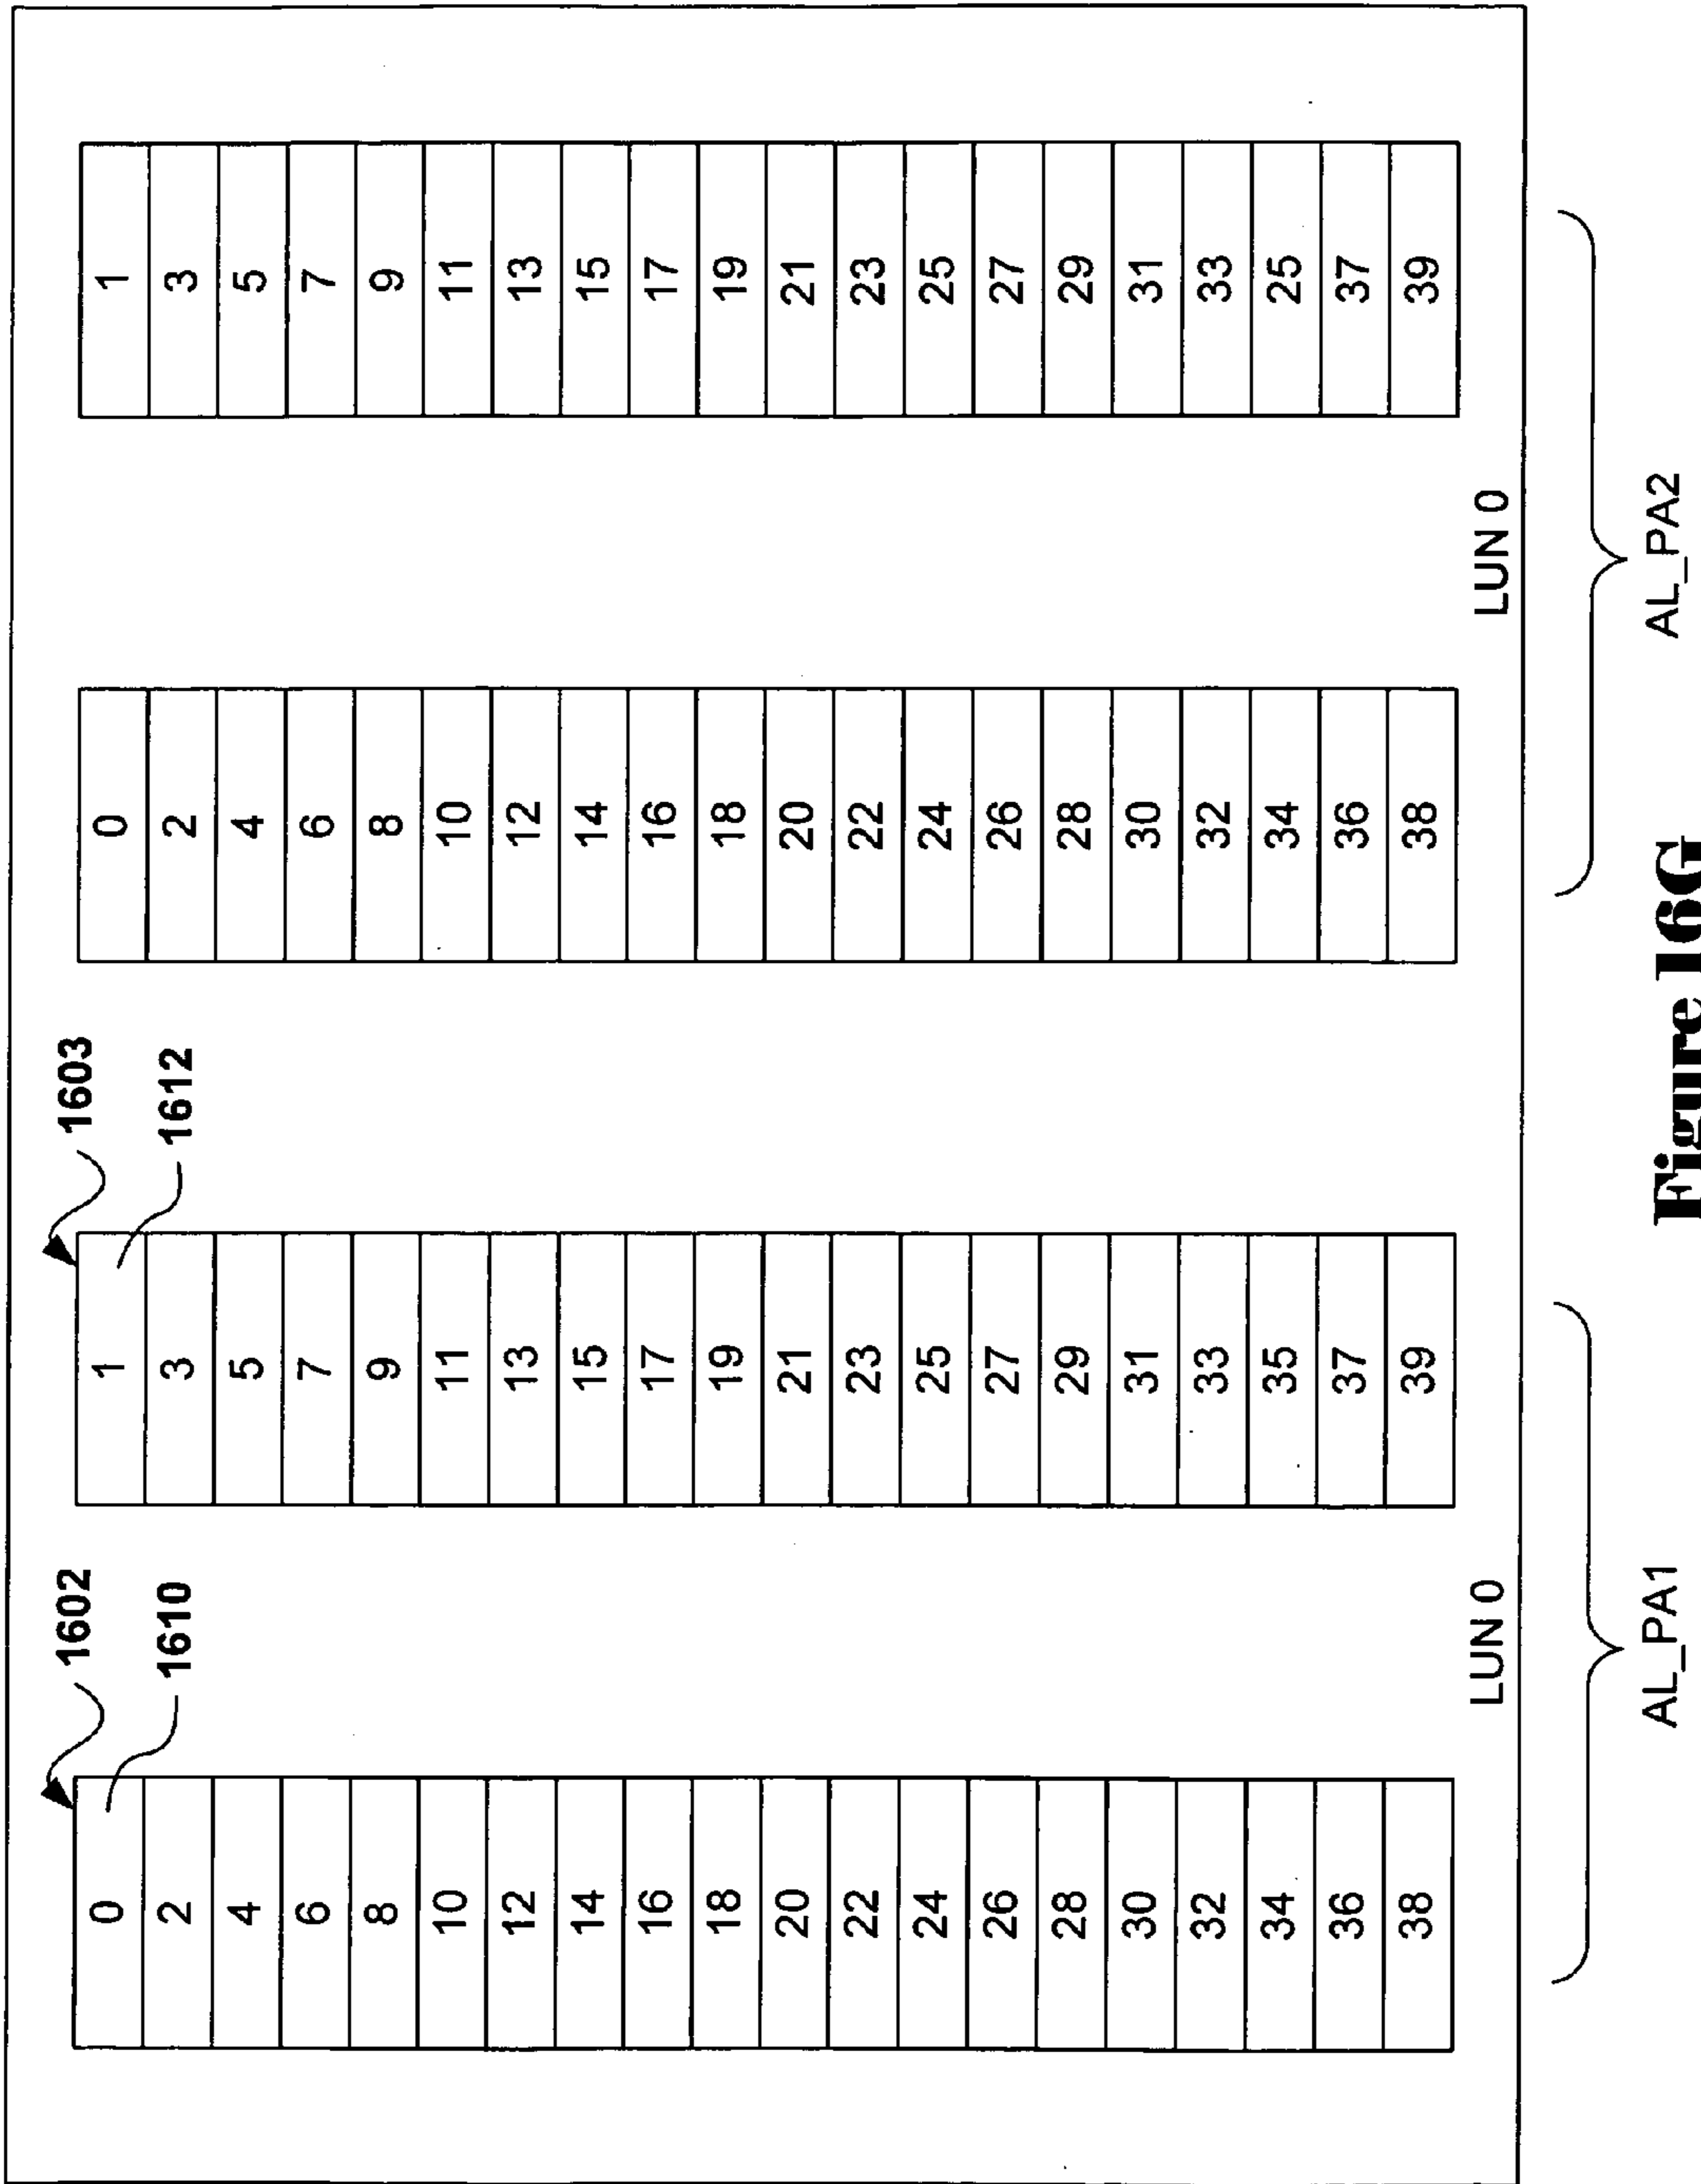 1602
1610
1603
1612
0 1 0 1
2 3 2 3
4 5 4 5
6 7 6 7
8 9 8 9
10 11 10 11
12 13 12 13
14 15 14 15
16 17 16 17
18 19 18 19
20 21 20 21
22 23 22 23
24 25 24 25
26 27 26 27
28 29 28 29
30 31 30 31
32 33 32 33
34 35 34 25
36 37 36 37
38 39 38 39
LUN 0 LUN 0
AL_PA1 AL_PA2
Figure 16G